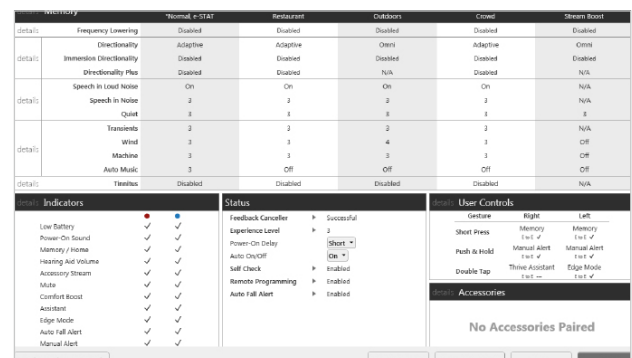 Memory *Normal, e-STAT Restaurant Outdoors Crowd Stream Boost
details Frequency Lowering Disabled Disabled Disabled Disabled Disabled
Directionality Adaptive Adaptive Omni Adaptive Omni
details Immersion Directionality Disabled Disabled Disabled Disabled Disabled
Directionality Plus Disabled Disabled N/A Disabled N/A
Speech in Loud Noise On On On On N/A
details Speech in Noise 3 3 3 3 N/A
Quiet
Transients 3 3 3 3 N/A
Wind 3 3 4 3 Off
details
Machine 3 3 3 3 Off
Auto Music 3 Off Off Off Off
details Tinnitus Disabled Disabled Disabled Disabled N/A
details Indicators
Low Battery ✓ ✓
Power-On Sound ✓ ✓
Memory / Home ✓ ✓
Hearing Aid Volume ✓ ✓
Accessory Stream ✓ ✓
Mute ✓ ✓
Comfort Boost ✓ ✓
Assistant ✓ ✓
Edge Mode ✓ ✓
Auto Fall Alert ✓ ✓
Manual Alert ✓ ✓
Status
Feedback Canceller Successful
Experience Level 3
Power-On Delay Short
Auto On/Off On
Self Check Enabled
Remote Programming Enabled
Auto Fall Alert Enabled
details User Controls
Gesture Right Left
Short Press Memory Memory
Push & Hold Manual Alert Manual Alert
Double Tap Thrive Assistant Edge Mode
details Accessories
No Accessories Paired